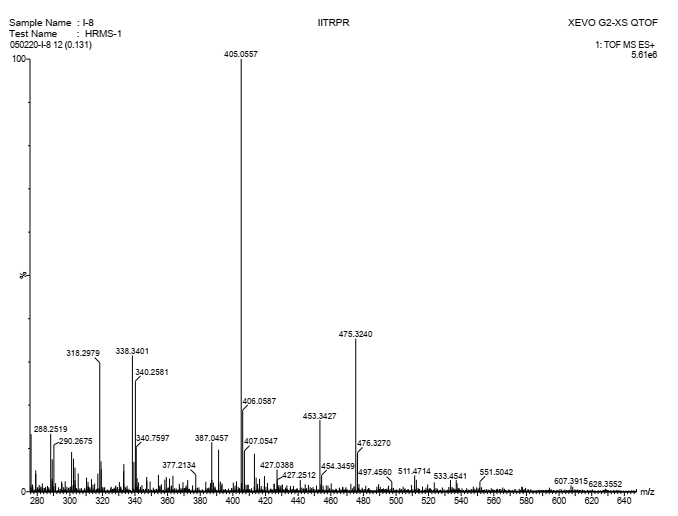 Sample Name : I-8 IITRPR XEVO G2-XS QTOF
Test Name : HRMS-1
050220-I-8 12 (0.131) 1: TOF MS ES+
5.61e6
405.0557
100
475.3240
318.2979 338.3401
340.2581
406.0587
453.3427
288.2519
290.2675
340.7597 387.0457 407.0547 476.3270
377.2134 427.0388 454.3459
427.2512 497.4560 511.4714 533.4541 551.5042
607.3915 628.3552
%
0
280 300 320 340 360 380 400 420 440 460 480 500 520 540 560 580 600 620 640 m/z